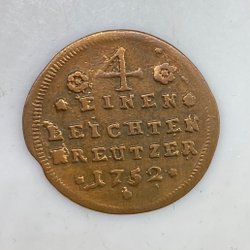 4
EINEN
LEICHTEN
KREUTZER
1752